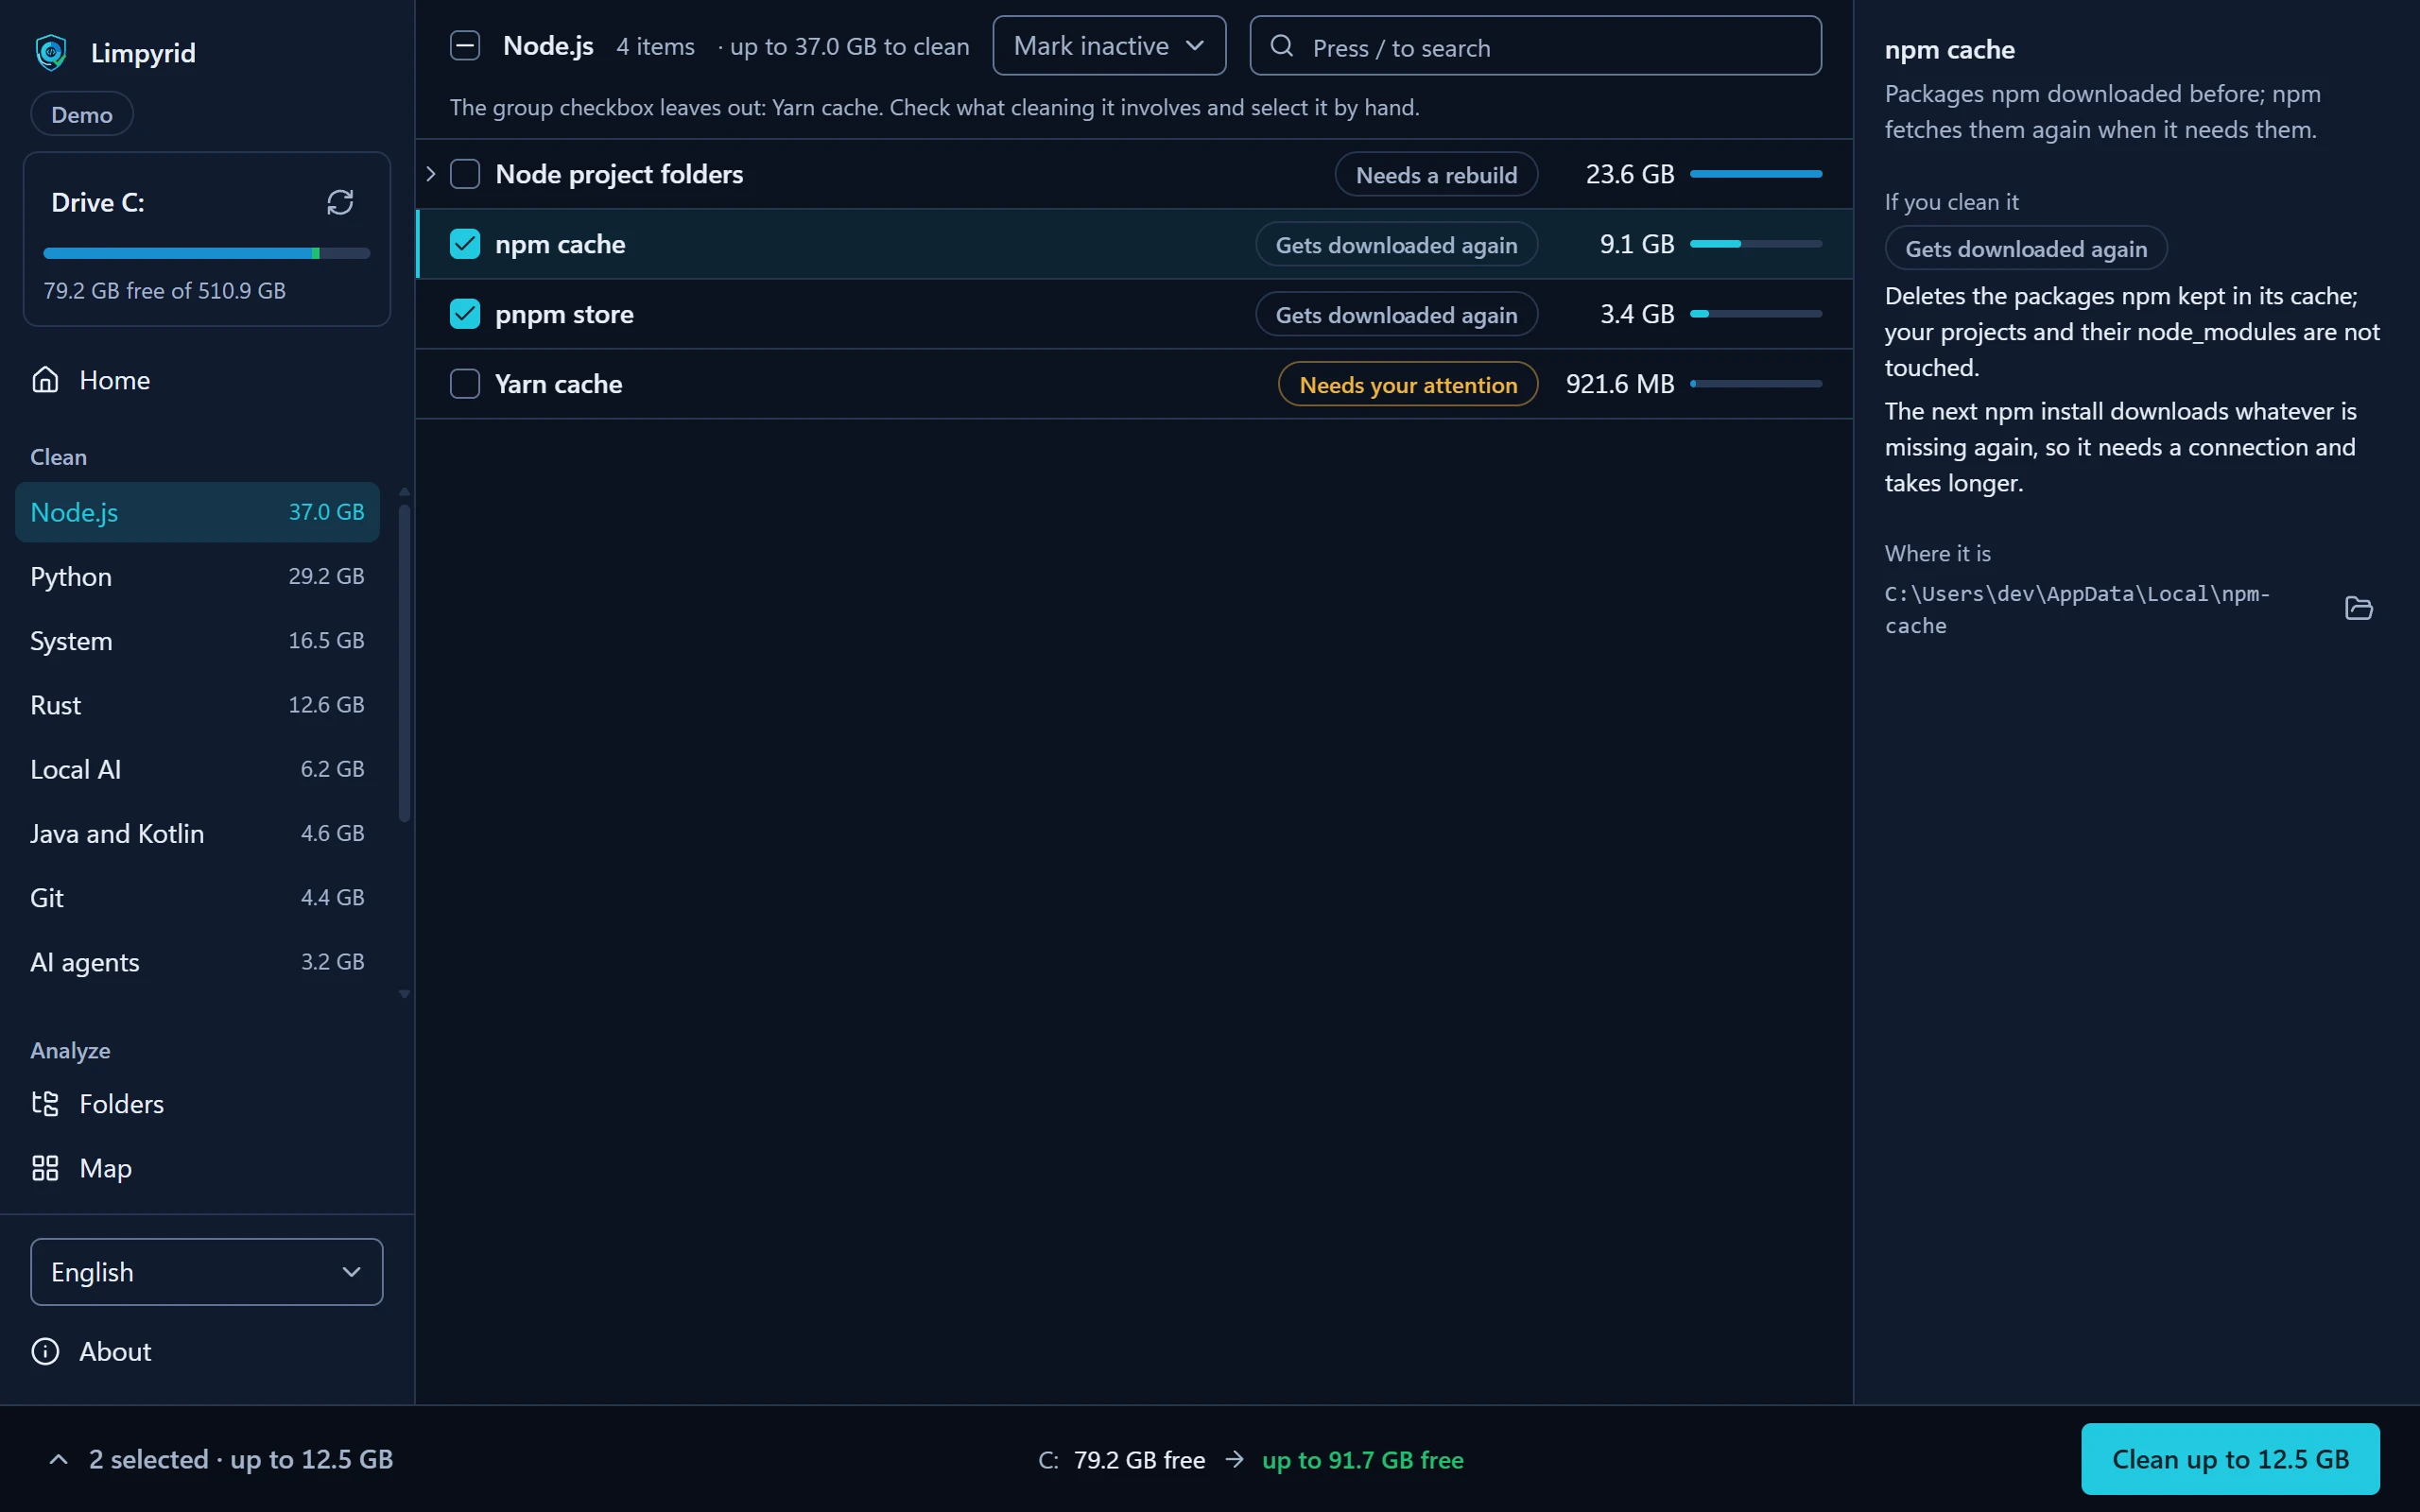 Limpyrid
Demo
Drive C:
79.2 GB free of 510.9 GB
Home
Clean
Node.js 37.0 GB
Python 29.2 GB
System 16.5 GB
Rust 12.6 GB
Local AI 6.2 GB
Java and Kotlin 4.6 GB
Git 4.4 GB
AI agents 3.2 GB
Analyze
Folders
Map
English
About
Node.js 4 items · up to 37.0 GB to clean Mark inactive Press / to search
The group checkbox leaves out: Yarn cache. Check what cleaning it involves and select it by hand.
Node project folders Needs a rebuild 23.6 GB
npm cache Gets downloaded again 9.1 GB
pnpm store Gets downloaded again 3.4 GB
Yarn cache Needs your attention 921.6 MB
npm cache
Packages npm downloaded before; npm
fetches them again when it needs them.
If you clean it
Gets downloaded again
Deletes the packages npm kept in its cache;
your projects and their node_modules are not
touched.
The next npm install downloads whatever is
missing again, so it needs a connection and
takes longer.
Where it is
C:\Users\dev\AppData\Local\npm-
cache
2 selected · up to 12.5 GB
C: 79.2 GB free → up to 91.7 GB free
Clean up to 12.5 GB